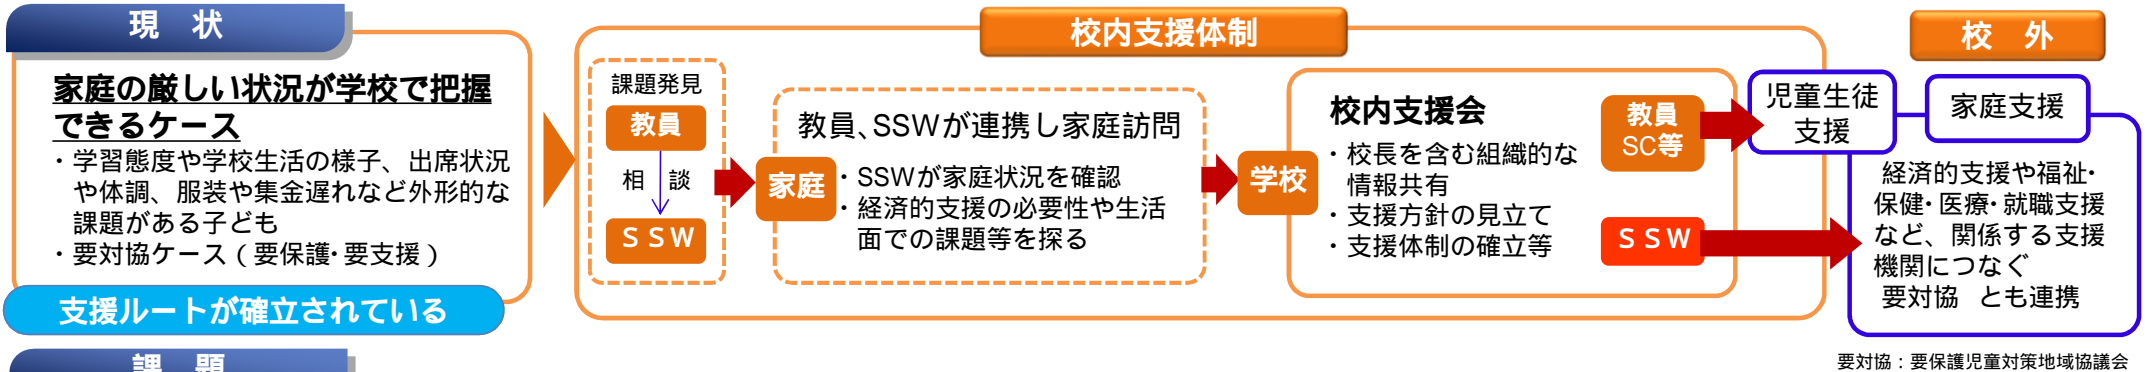 現　状
家庭の厳しい状況が学校で把握
できるケース
・学習態度や学校生活の様子、出席状況
や体調、服装や集金遅れなど外形的な
課題がある子ども
・要対協ケース（要保護・要支援）
支援ルートが確立されている
校内支援体制
課題発見
教員
相　談
ＳＳＷ
教員、SSWが連携し家庭訪問
家庭
・SSWが家庭状況を確認
・経済的支援の必要性や生活
面での課題等を探る
学校
校内支援会
・校長を含む組織的な
情報共有
・支援方針の見立て
・支援体制の確立等
教員
SC等
ＳＳＷ
校　外
児童生徒
支援
家庭支援
経済的支援や福祉・
保健・医療・就職支援
など、関係する支援
機関につなぐ
要対協　とも連携
要対協：要保護児童対策地域協議会
課　題